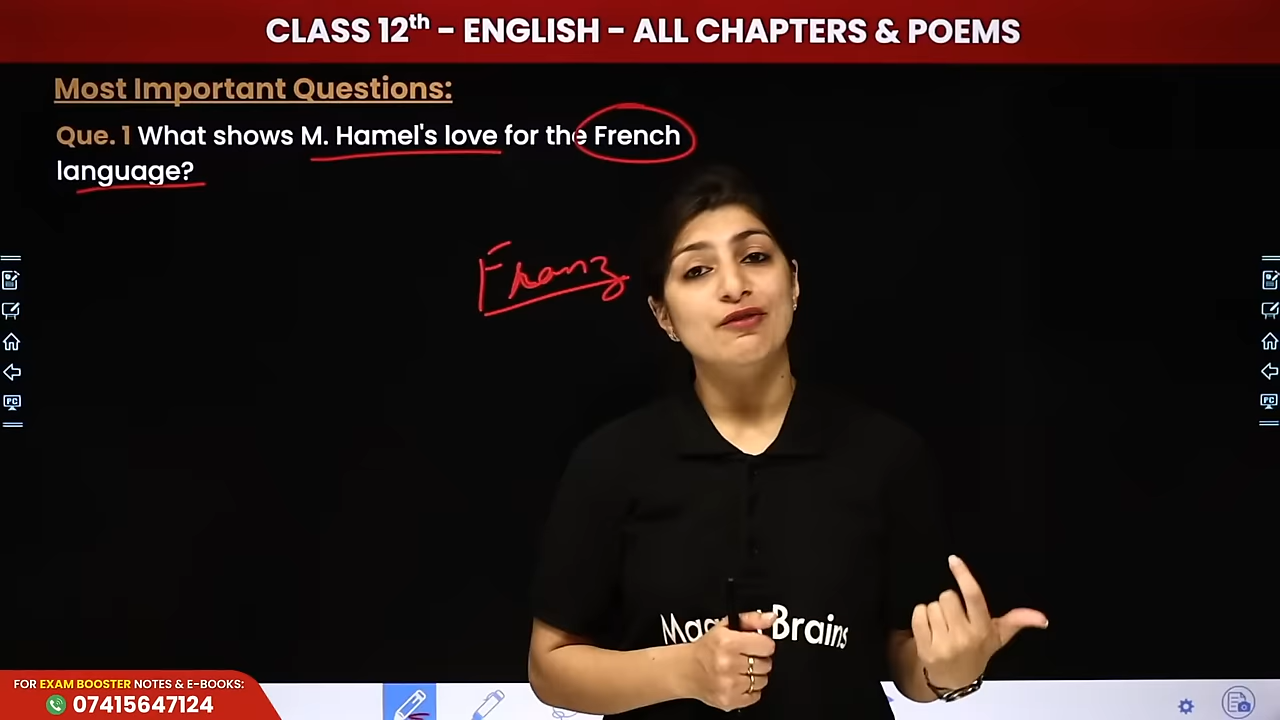 CLASS 12th - ENGLISH - ALL CHAPTERS & POEMS
Most Important Questions:
Que. 1 What shows M. Hamel's love for the French
language?
Franz
Brains
FOR EXAM BOOSTER NOTES & E-BOOKS:
07415647124